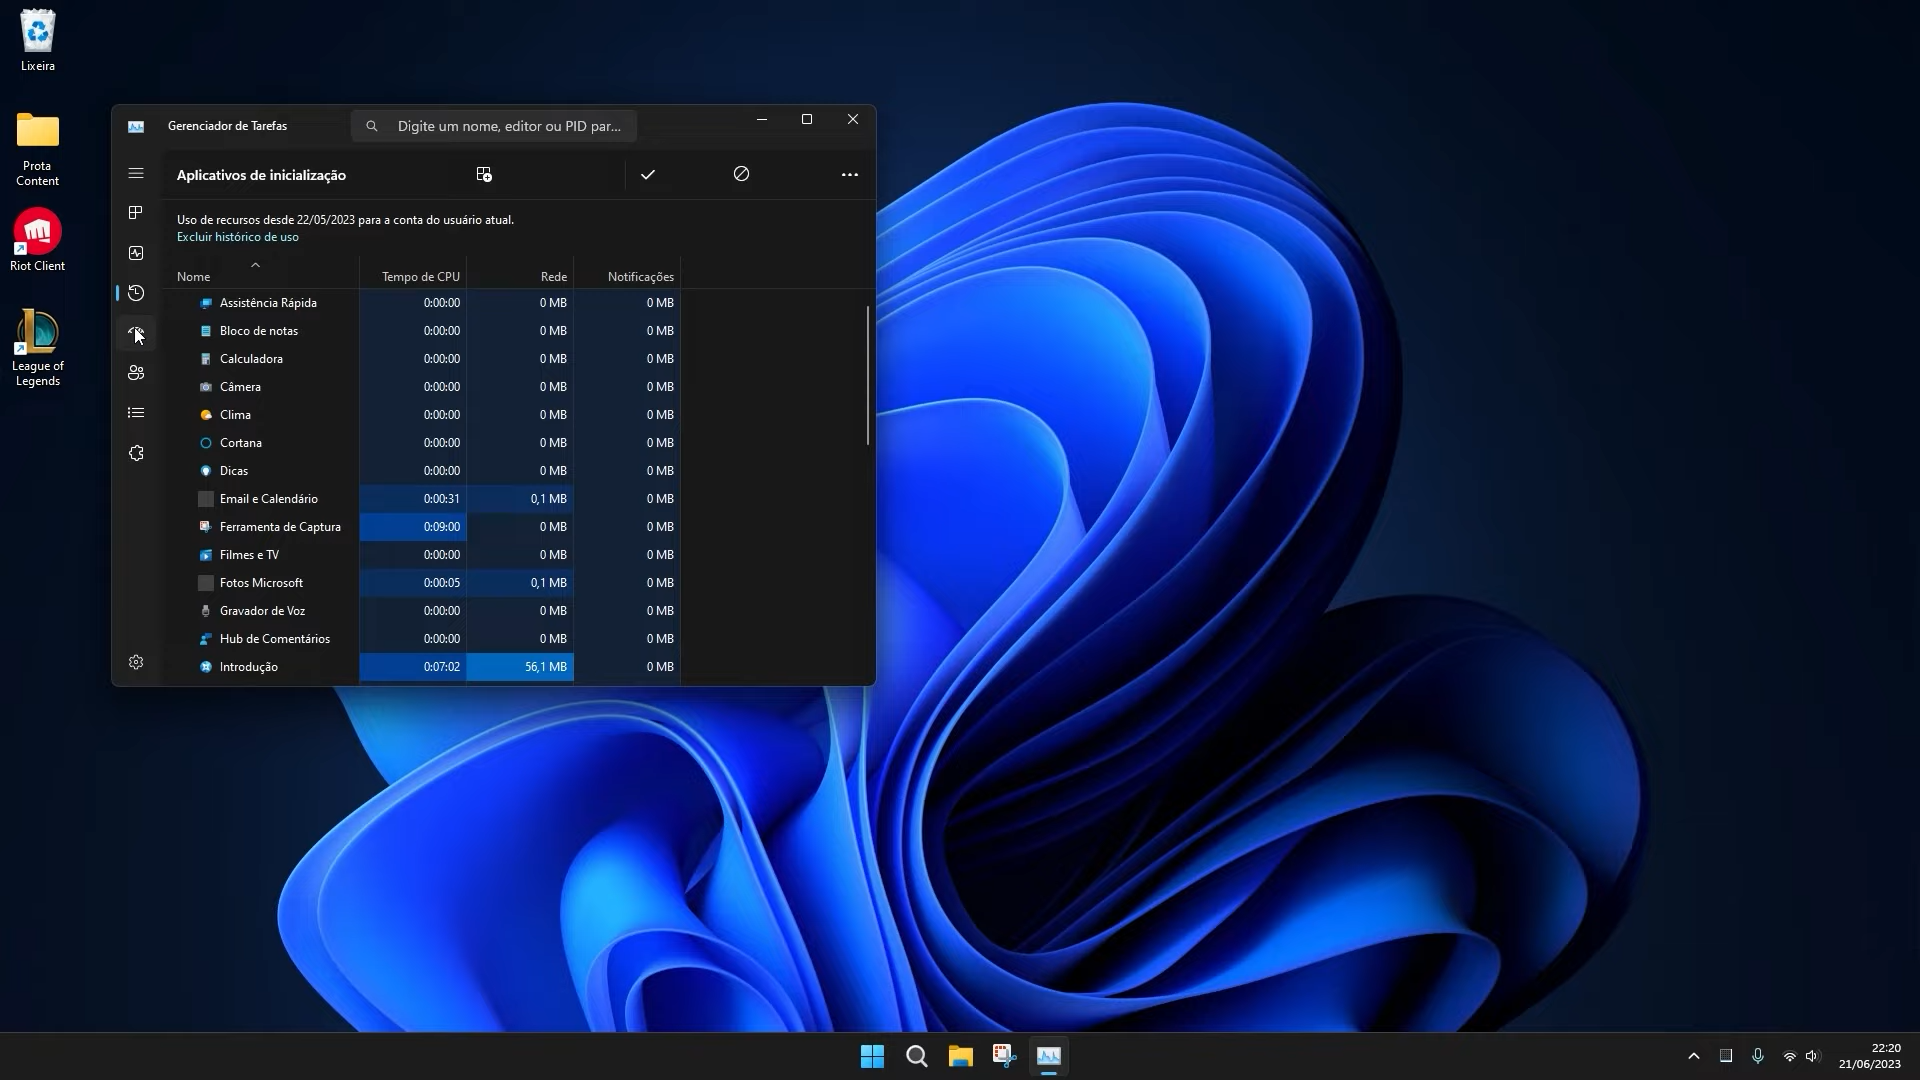 Lixeira
Prota
Content
Riot Client
League of
Legends
Gerenciador de Tarefas
Digite um nome, editor ou PID par...
Aplicativos de inicialização
Uso de recursos desde 22/05/2023 para a conta do usuário atual.
Excluir histórico de uso
Nome Tempo de CPU Rede Notificações
Assistência Rápida 0:00:00 0 MB 0 MB
Bloco de notas 0:00:00 0 MB 0 MB
Calculadora 0:00:00 0 MB 0 MB
Câmera 0:00:00 0 MB 0 MB
Clima 0:00:00 0 MB 0 MB
Cortana 0:00:00 0 MB 0 MB
Dicas 0:00:00 0 MB 0 MB
Email e Calendário 0:00:31 0,1 MB 0 MB
Ferramenta de Captura 0:09:00 0 MB 0 MB
Filmes e TV 0:00:00 0 MB 0 MB
Fotos Microsoft 0:00:05 0,1 MB 0 MB
Gravador de Voz 0:00:00 0 MB 0 MB
Hub de Comentários 0:00:00 0 MB 0 MB
Introdução 0:07:02 56,1 MB 0 MB
22:20
21/06/2023